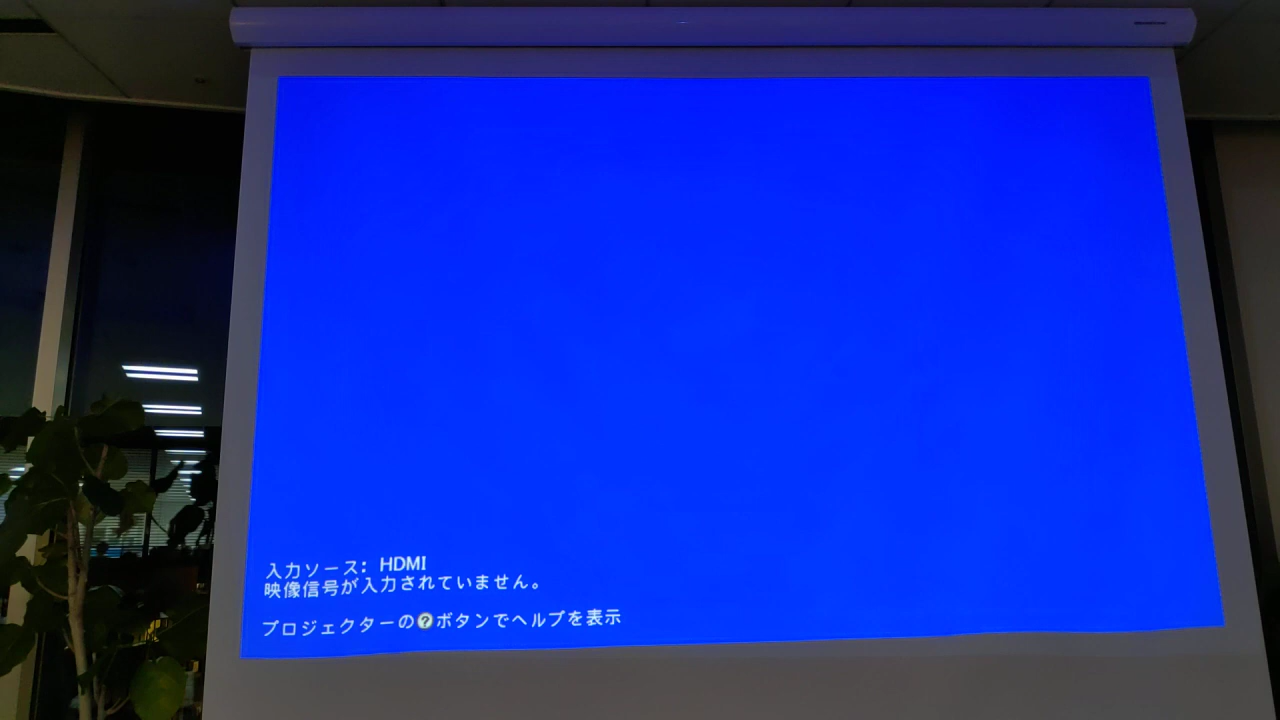 入力ソース: HDMI
映像信号が入力されていません。
プロジェクターの?ボタンでヘルプを表示